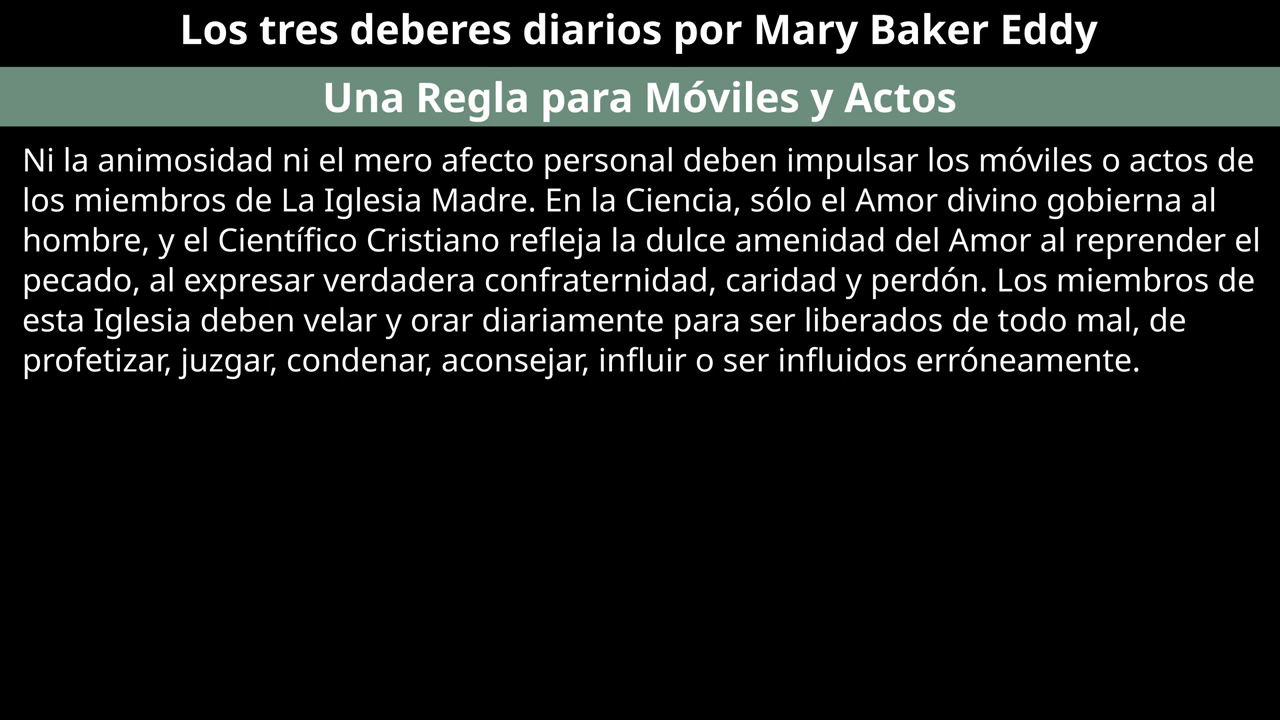 Los tres deberes diarios por Mary Baker Eddy
Una Regla para Móviles y Actos
Ni la animosidad ni el mero afecto personal deben impulsar los móviles o actos de
los miembros de La Iglesia Madre. En la Ciencia, sólo el Amor divino gobierna al
hombre, y el Científico Cristiano refleja la dulce amenidad del Amor al reprender el
pecado, al expresar verdadera confraternidad, caridad y perdón. Los miembros de
esta Iglesia deben velar y orar diariamente para ser liberados de todo mal, de
profetizar, juzgar, condenar, aconsejar, influir o ser influidos erróneamente.